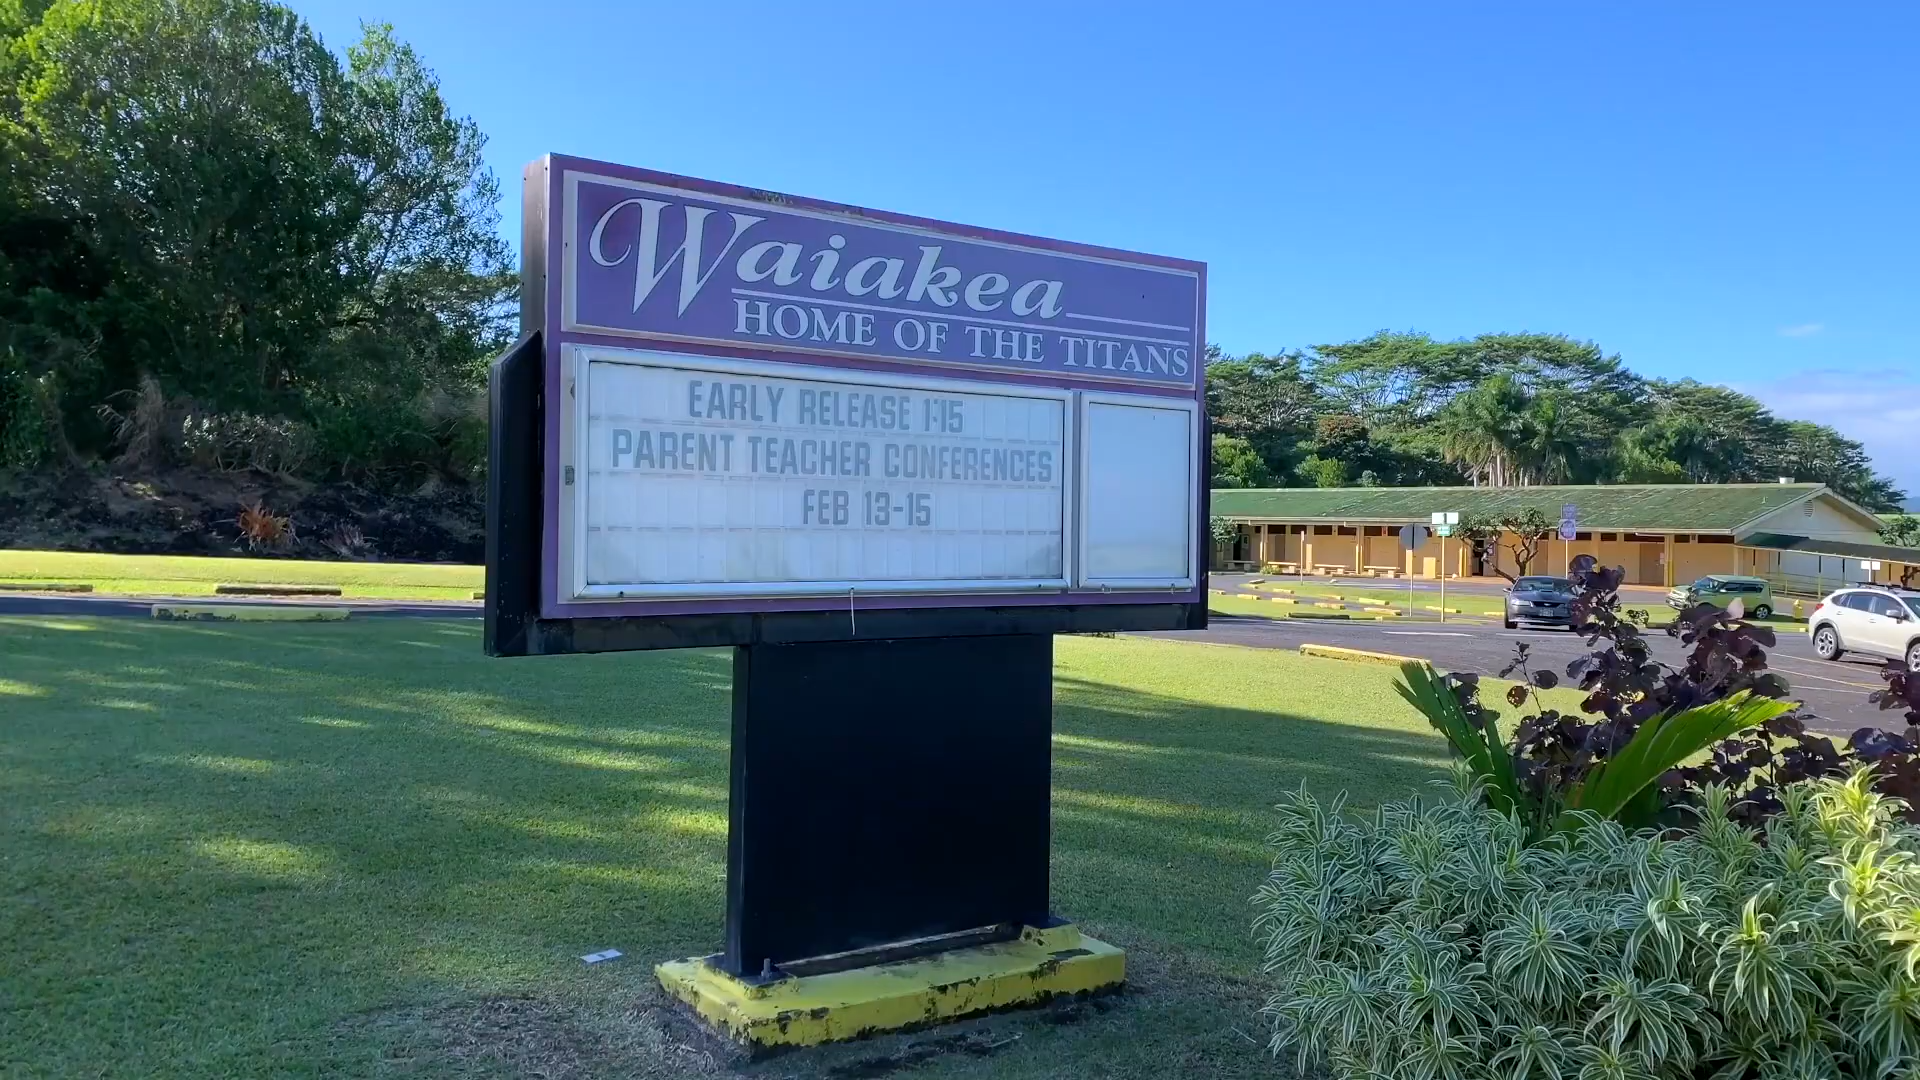 Waiakea
HOME OF THE TITANS
EARLY RELEASE 1:15
PARENT TEACHER CONFERENCES
FEB 13-15